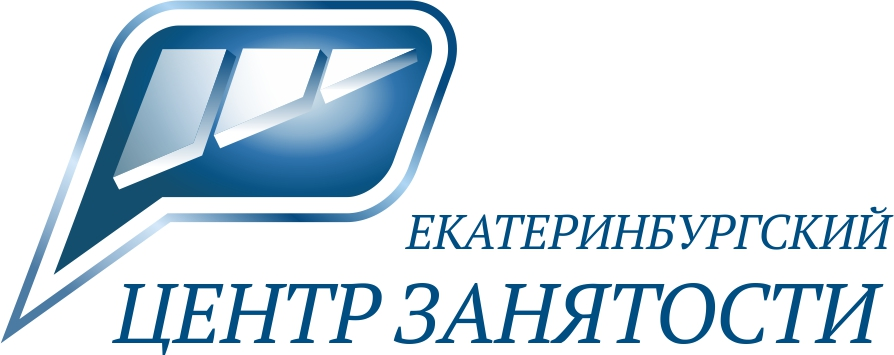 ЕКАТЕРИНБУРГСКИЙ
ЦЕНТР ЗАНЯТОСТИ